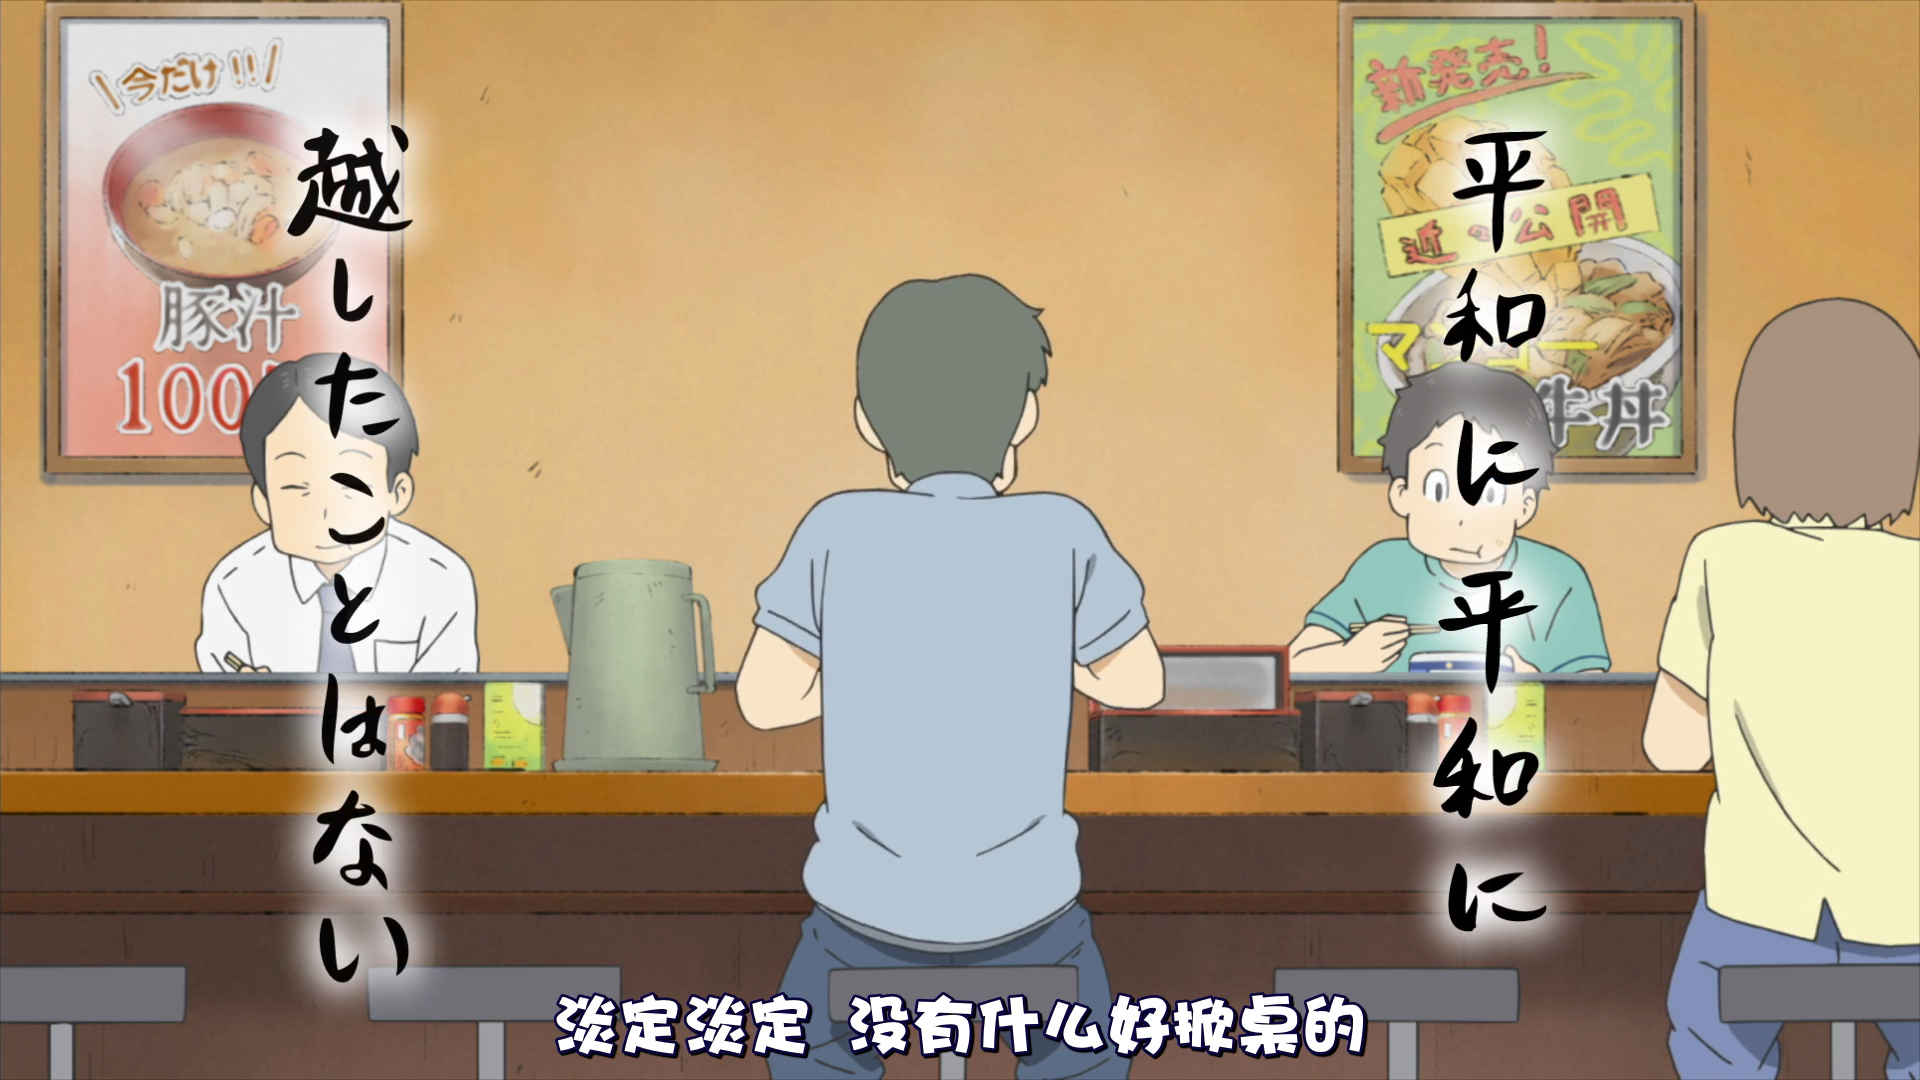 平和に平和に
越したことはない
\今だけ!!/
豚汁
100
新発売!
近 公開
牛丼
淡定淡定 没有什么好掀桌的